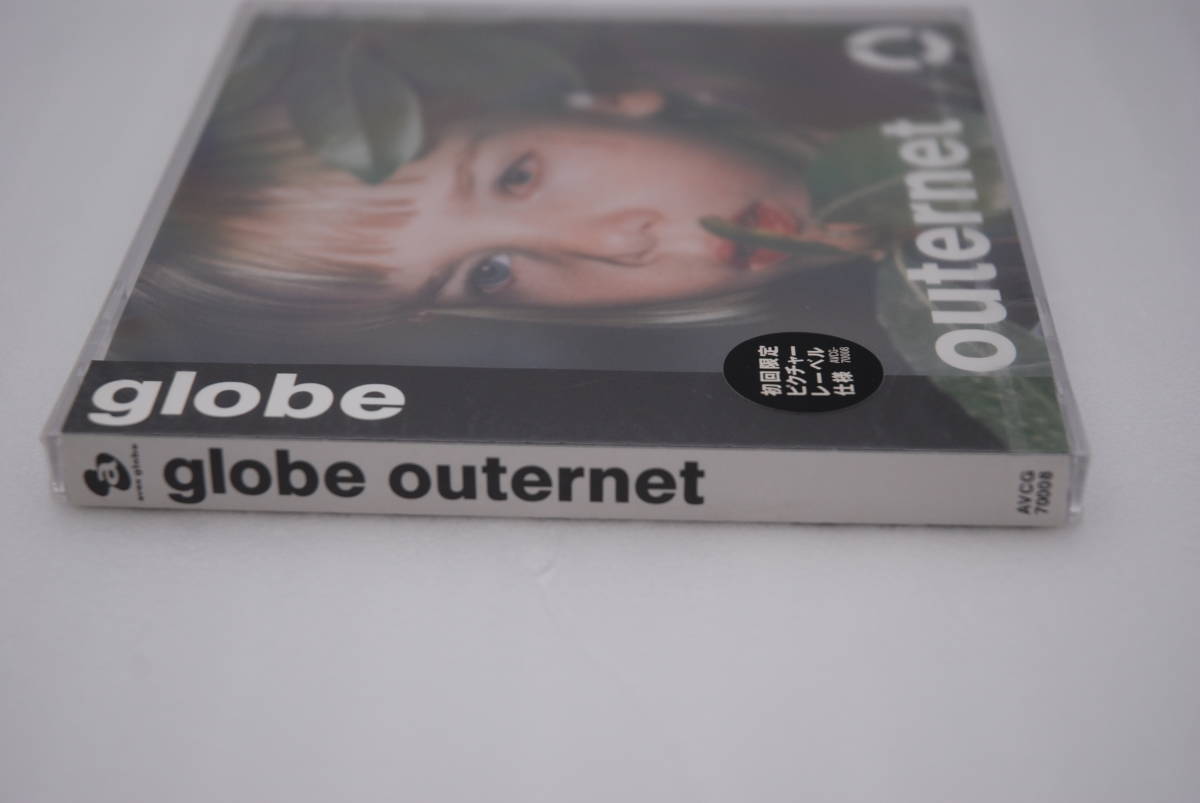 outernet
globe
初回限定
ピクチャー
レーベル
仕様
AVCG-
70008
a
avex globe
globe outernet
AVCG
70008